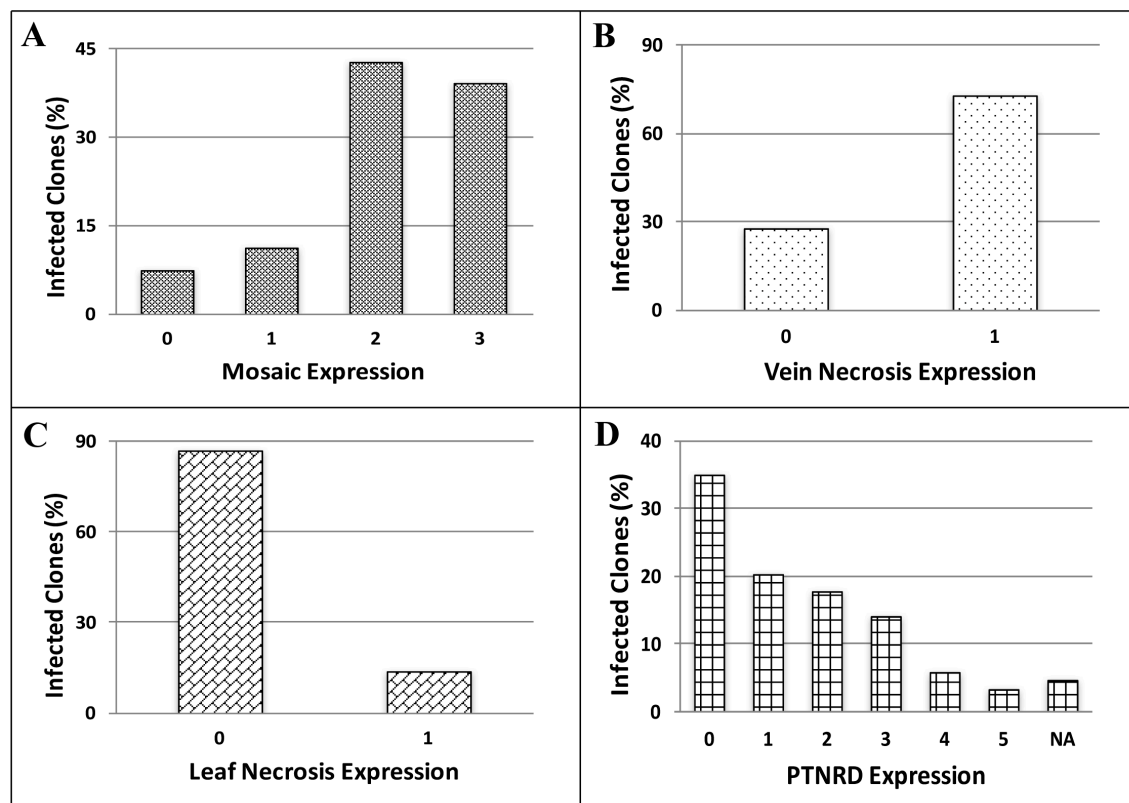 A
Infected Clones (%)
45
30
15
0
0 1 2 3
Mosaic Expression
B
Infected Clones (%)
90
60
30
0
0 1
Vein Necrosis Expression
C
Infected Clones (%)
90
60
30
0
0 1
Leaf Necrosis Expression
D
Infected Clones (%)
40
30
20
10
0
0 1 2 3 4 5 NA
PTNRD Expression